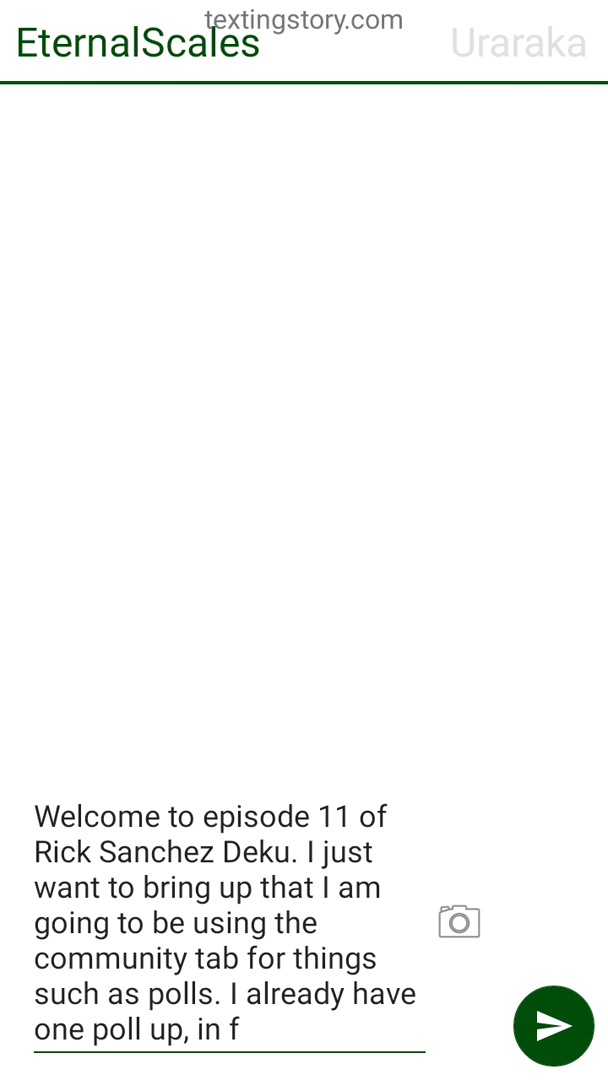 textingstory.com
EternalScales Uraraka
Welcome to episode 11 of
Rick Sanchez Deku. I just
want to bring up that I am
going to be using the
community tab for things
such as polls. I already have
one poll up, in f